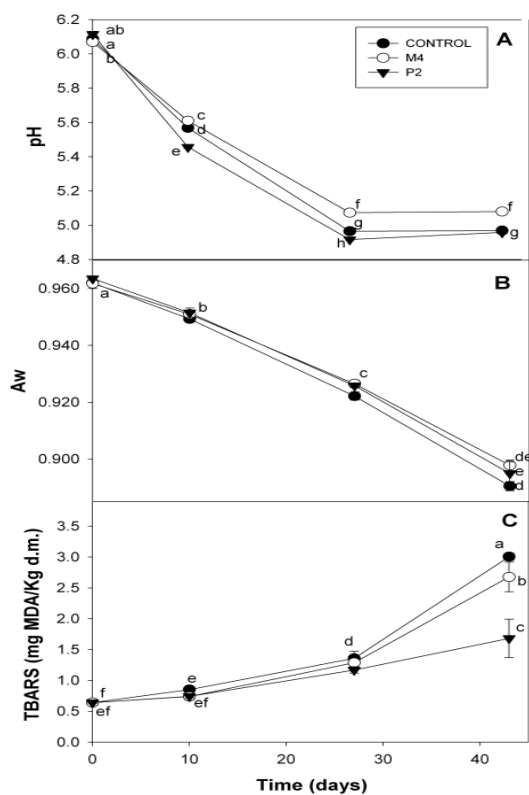 6.2
6.0
5.8
5.6
5.4
5.2
5.0
4.8
pH
A
CONTROL
M4
P2
ab
a
b
c
d
e
f
g
h
f
g
0.960
0.940
0.920
0.900
Aw
B
a
b
c
de
e
d
3.5
3.0
2.5
2.0
1.5
1.0
0.5
0.0
TBARS (mg MDA/Kg d.m.)
C
a
b
c
d
e
ef
f
ef
0 10 20 30 40
Time (days)